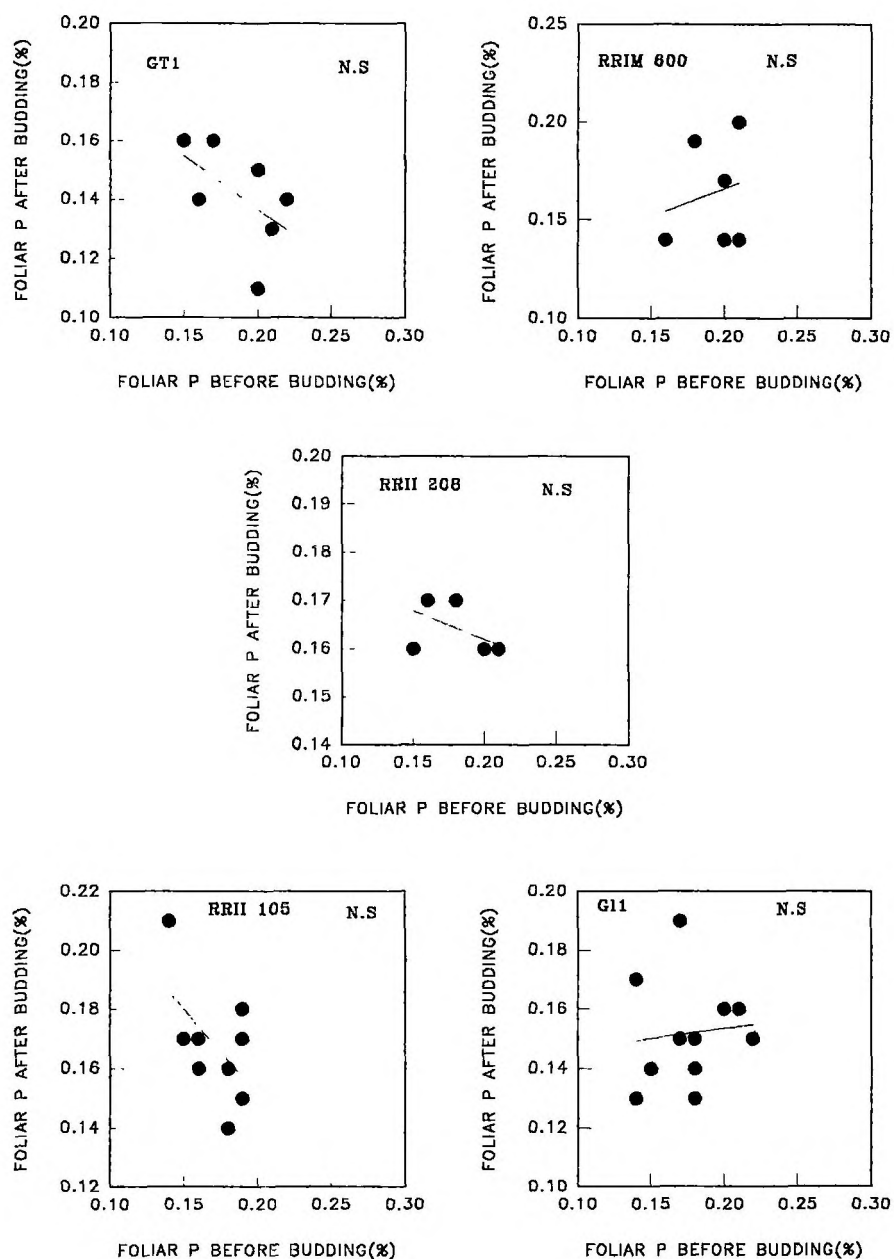 GT1 N.S
FOLIAR P AFTER BUDDING(%)
0.20
0.18
0.16
0.14
0.12
0.10
0.10 0.15 0.20 0.25 0.30
FOLIAR P BEFORE BUDDING(%)
RRIM 600 N.S
FOLIAR P AFTER BUDDING(%)
0.25
0.20
0.15
0.10
0.10 0.15 0.20 0.25 0.30
FOLIAR P BEFORE BUDDING(%)
RRII 208 N.S
FOLIAR P AFTER BUDDING(%)
0.20
0.19
0.18
0.17
0.16
0.15
0.14
0.10 0.15 0.20 0.25 0.30
FOLIAR P BEFORE BUDDING(%)
RRII 105 N.S
FOLIAR P AFTER BUDDING(%)
0.22
0.20
0.18
0.16
0.14
0.12
0.10 0.15 0.20 0.25 0.30
FOLIAR P BEFORE BUDDING(%)
Gl1 N.S
FOLIAR P AFTER BUDDING(%)
0.20
0.18
0.16
0.14
0.12
0.10
0.10 0.15 0.20 0.25 0.30
FOLIAR P BEFORE BUDDING(%)